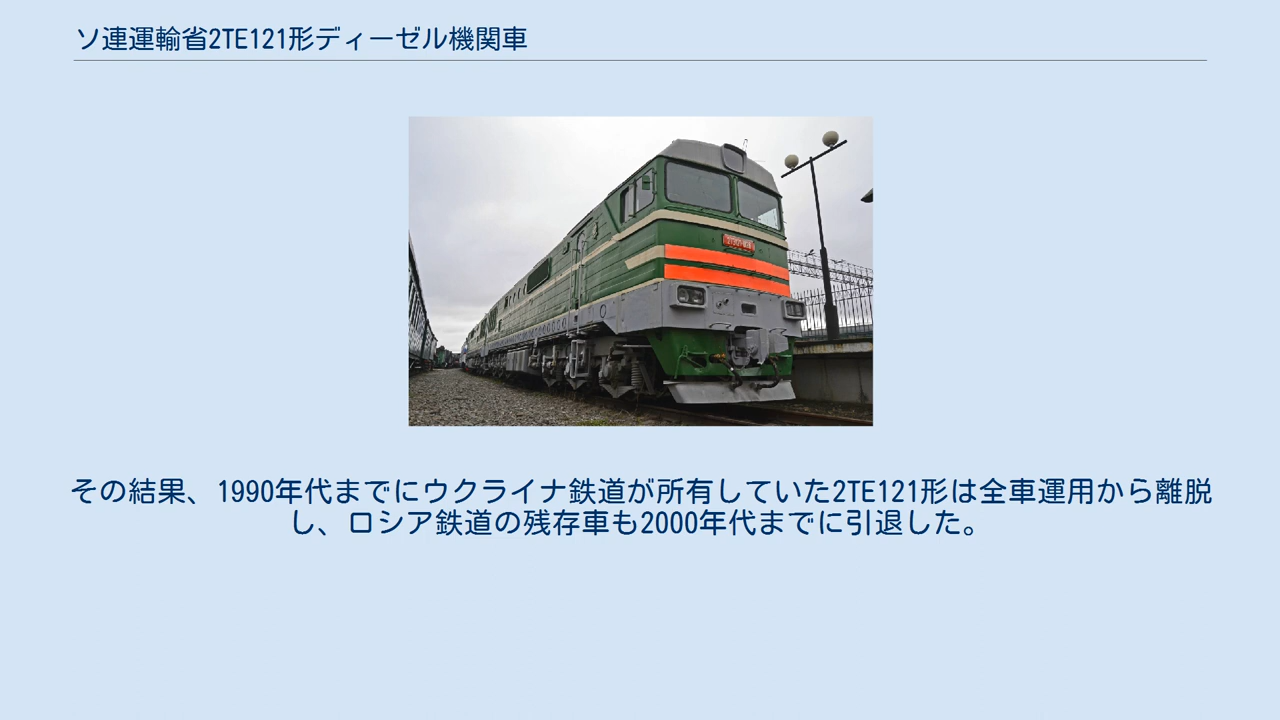 ソ連運輸省2TE121形ディーゼル機関車
その結果、1990年代までにウクライナ鉄道が所有していた2TE121形は全車運用から離脱
し、ロシア鉄道の残存車も2000年代までに引退した。